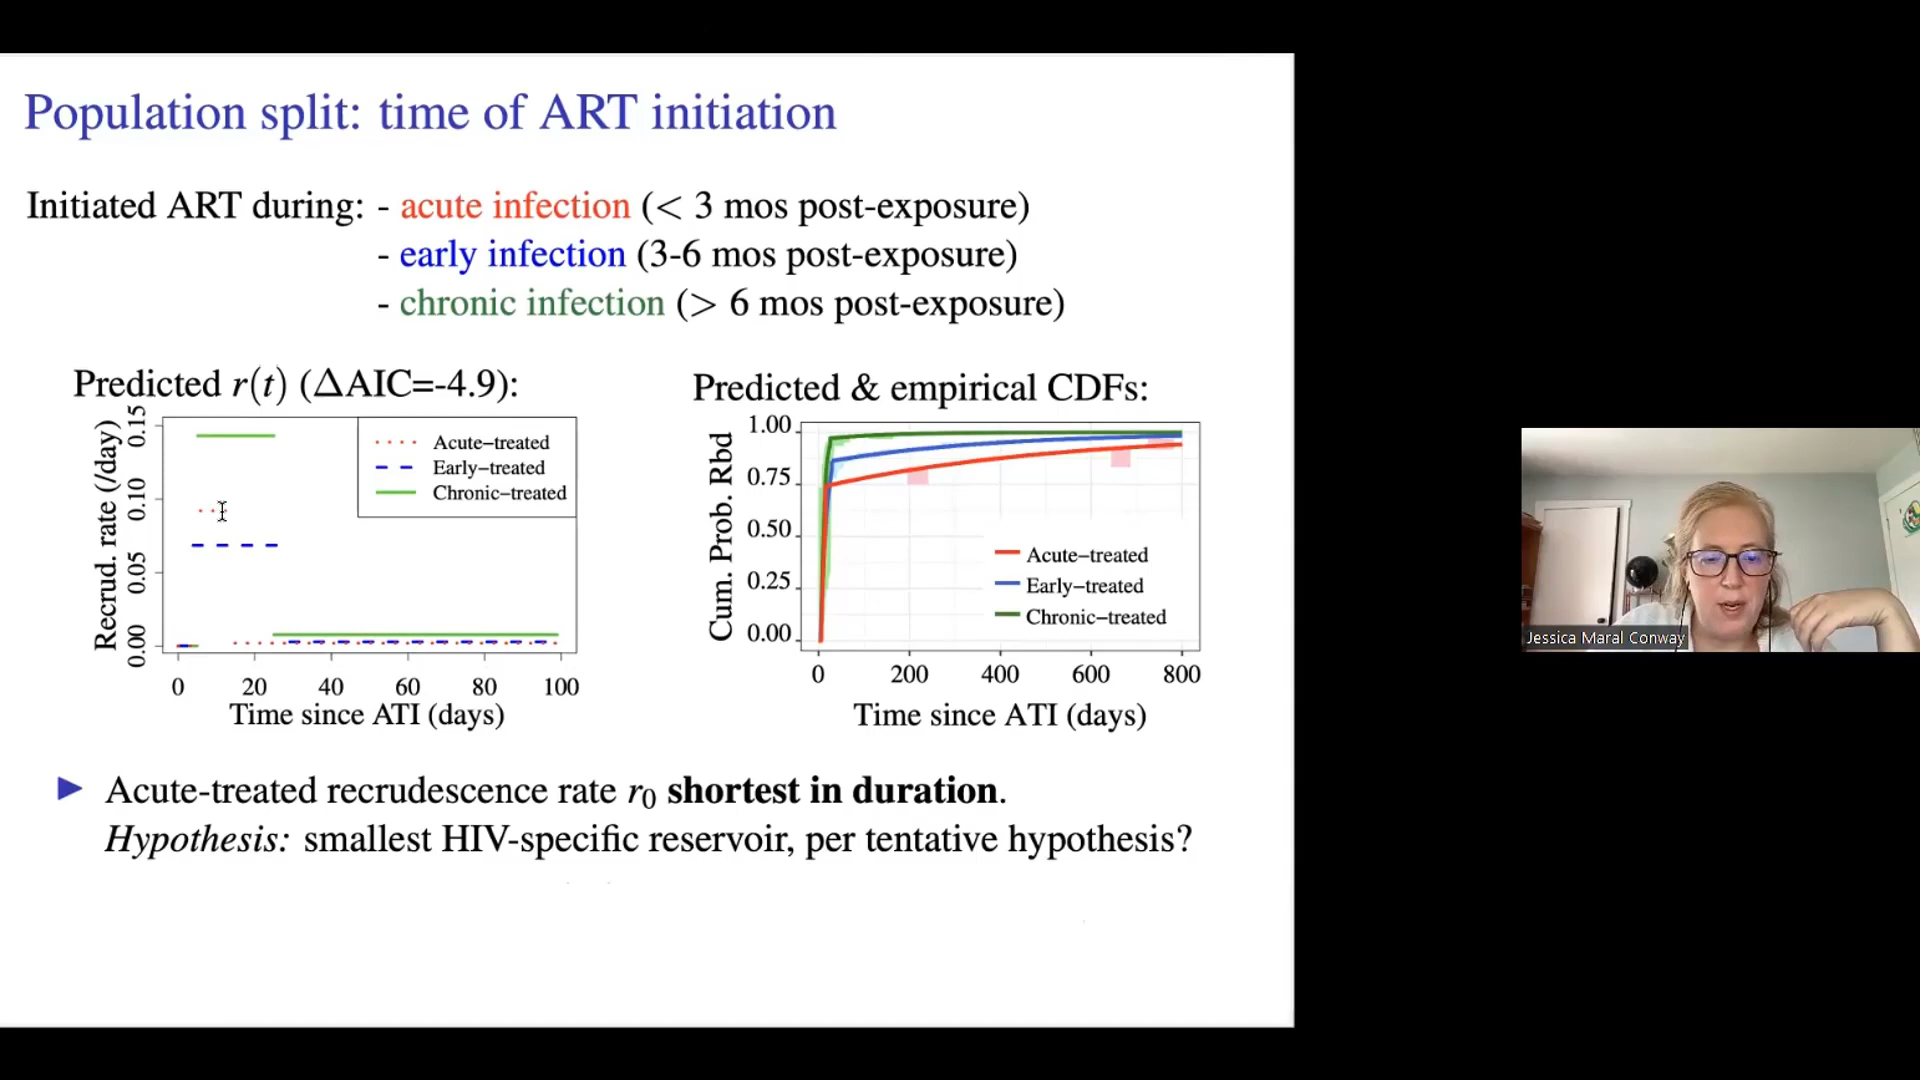 Population split: time of ART initiation
Initiated ART during: - acute infection (< 3 mos post-exposure)
- early infection (3-6 mos post-exposure)
- chronic infection (> 6 mos post-exposure)
Predicted r(t) (ΔAIC=-4.9):
Recrud. rate (/day)
0.15
0.10
0.05
0.00
Acute−treated
Early−treated
Chronic−treated
0 20 40 60 80 100
Time since ATI (days)
Predicted & empirical CDFs:
Cum. Prob. Rbd
1.00
0.75
0.50
0.25
0.00
Acute−treated
Early−treated
Chronic−treated
0 200 400 600 800
Time since ATI (days)
Acute-treated recrudescence rate r0 shortest in duration.
Hypothesis: smallest HIV-specific reservoir, per tentative hypothesis?
Jessica Maral Conway